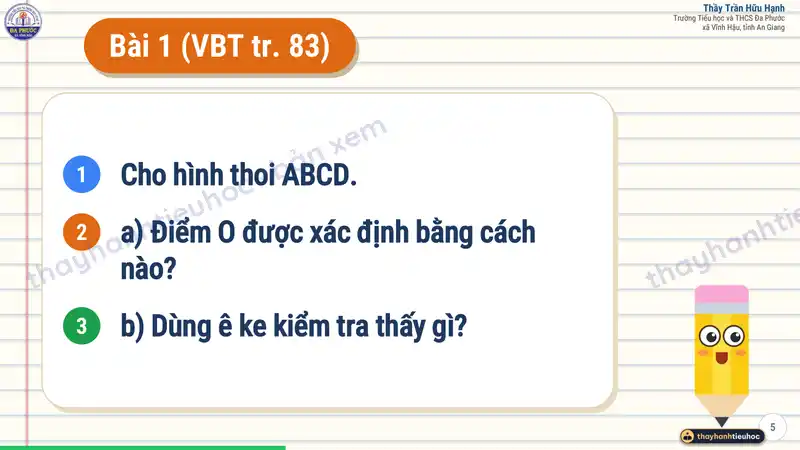 ĐA PHƯỚC
Thầy Trần Hữu Hạnh
Trường Tiểu học và THCS Đa Phước
xã Vĩnh Hậu, tỉnh An Giang
Bài 1 (VBT tr. 83)
1 Cho hình thoi ABCD.
2 a) Điểm O được xác định bằng cách
nào?
3 b) Dùng ê ke kiểm tra thấy gì?
thayhanhtieuhoc
5